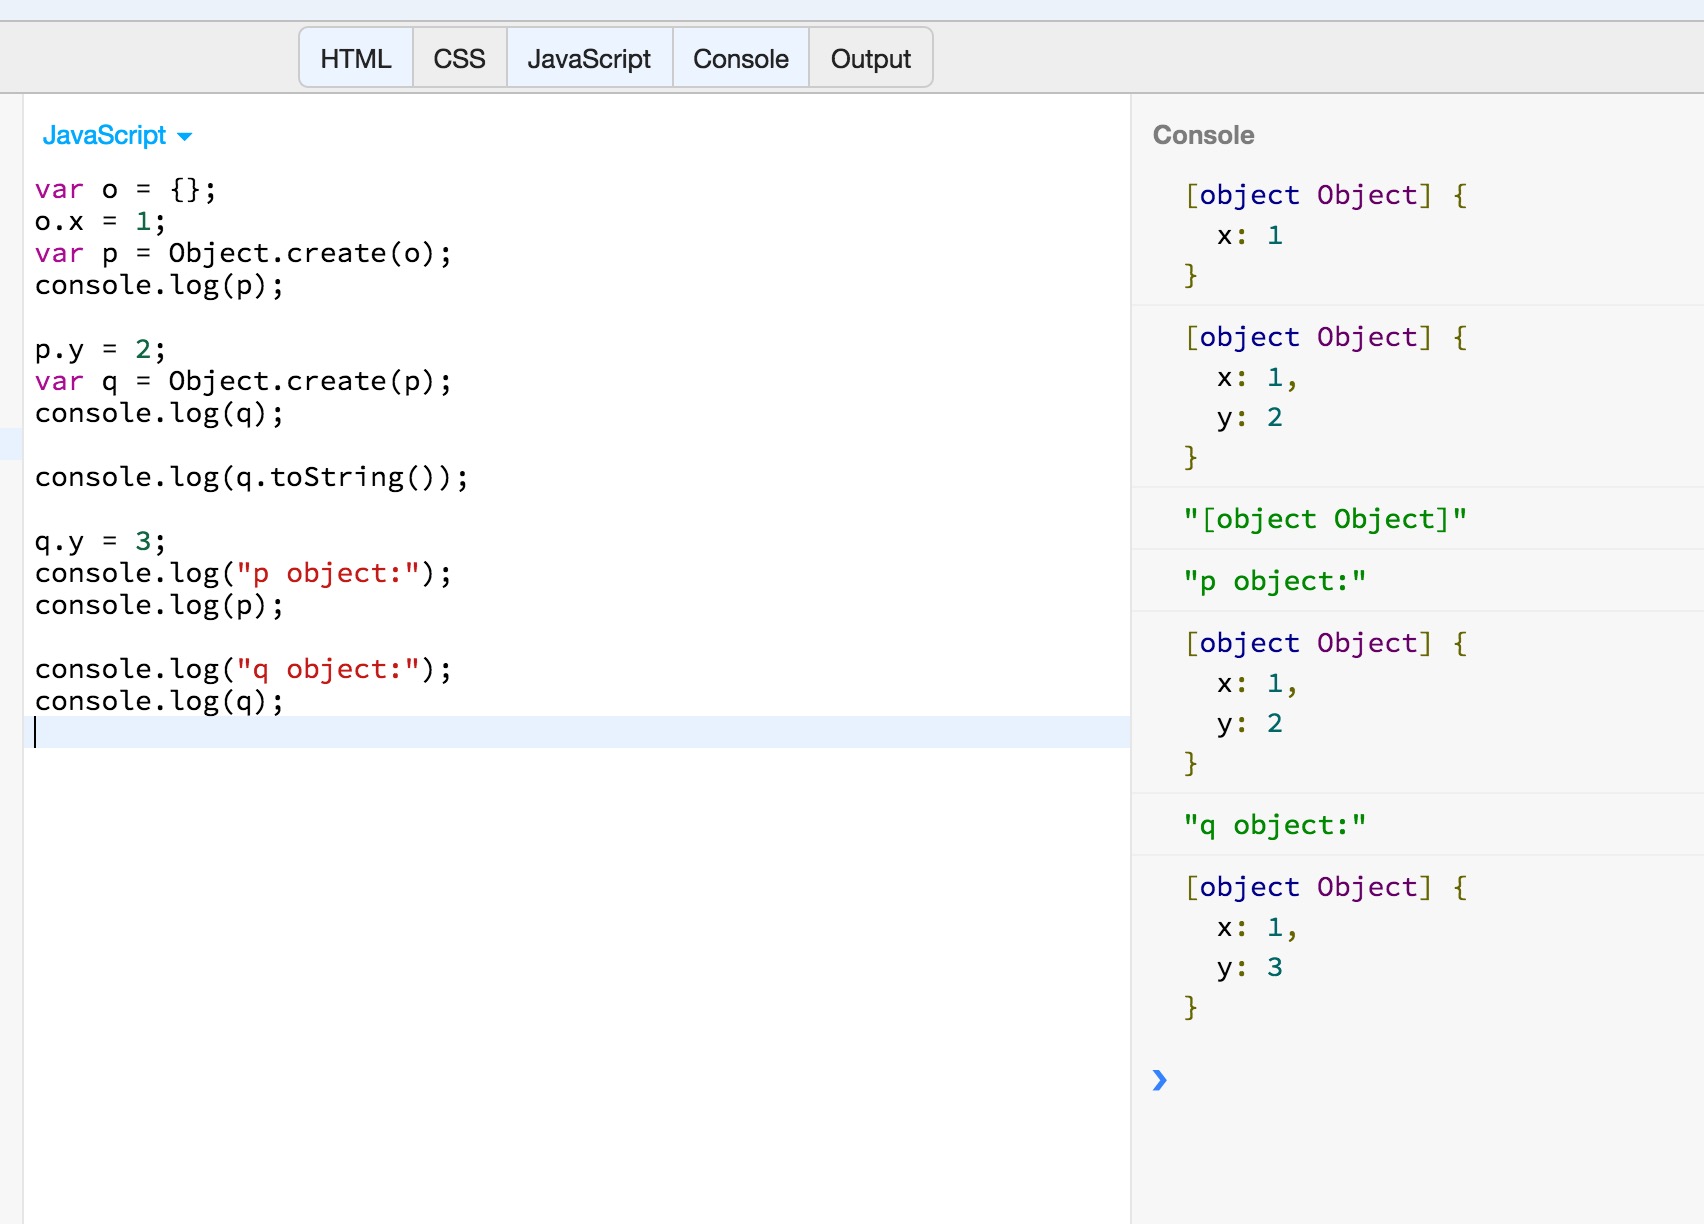 HTML CSS JavaScript Console Output
JavaScript
var o = {};
o.x = 1;
var p = Object.create(o);
console.log(p);
p.y = 2;
var q = Object.create(p);
console.log(q);
console.log(q.toString());
q.y = 3;
console.log("p object:");
console.log(p);
console.log("q object:");
console.log(q);
Console
[object Object] {
  x: 1
}
[object Object] {
  x: 1,
  y: 2
}
"[object Object]"
"p object:"
[object Object] {
  x: 1,
  y: 2
}
"q object:"
[object Object] {
  x: 1,
  y: 3
}